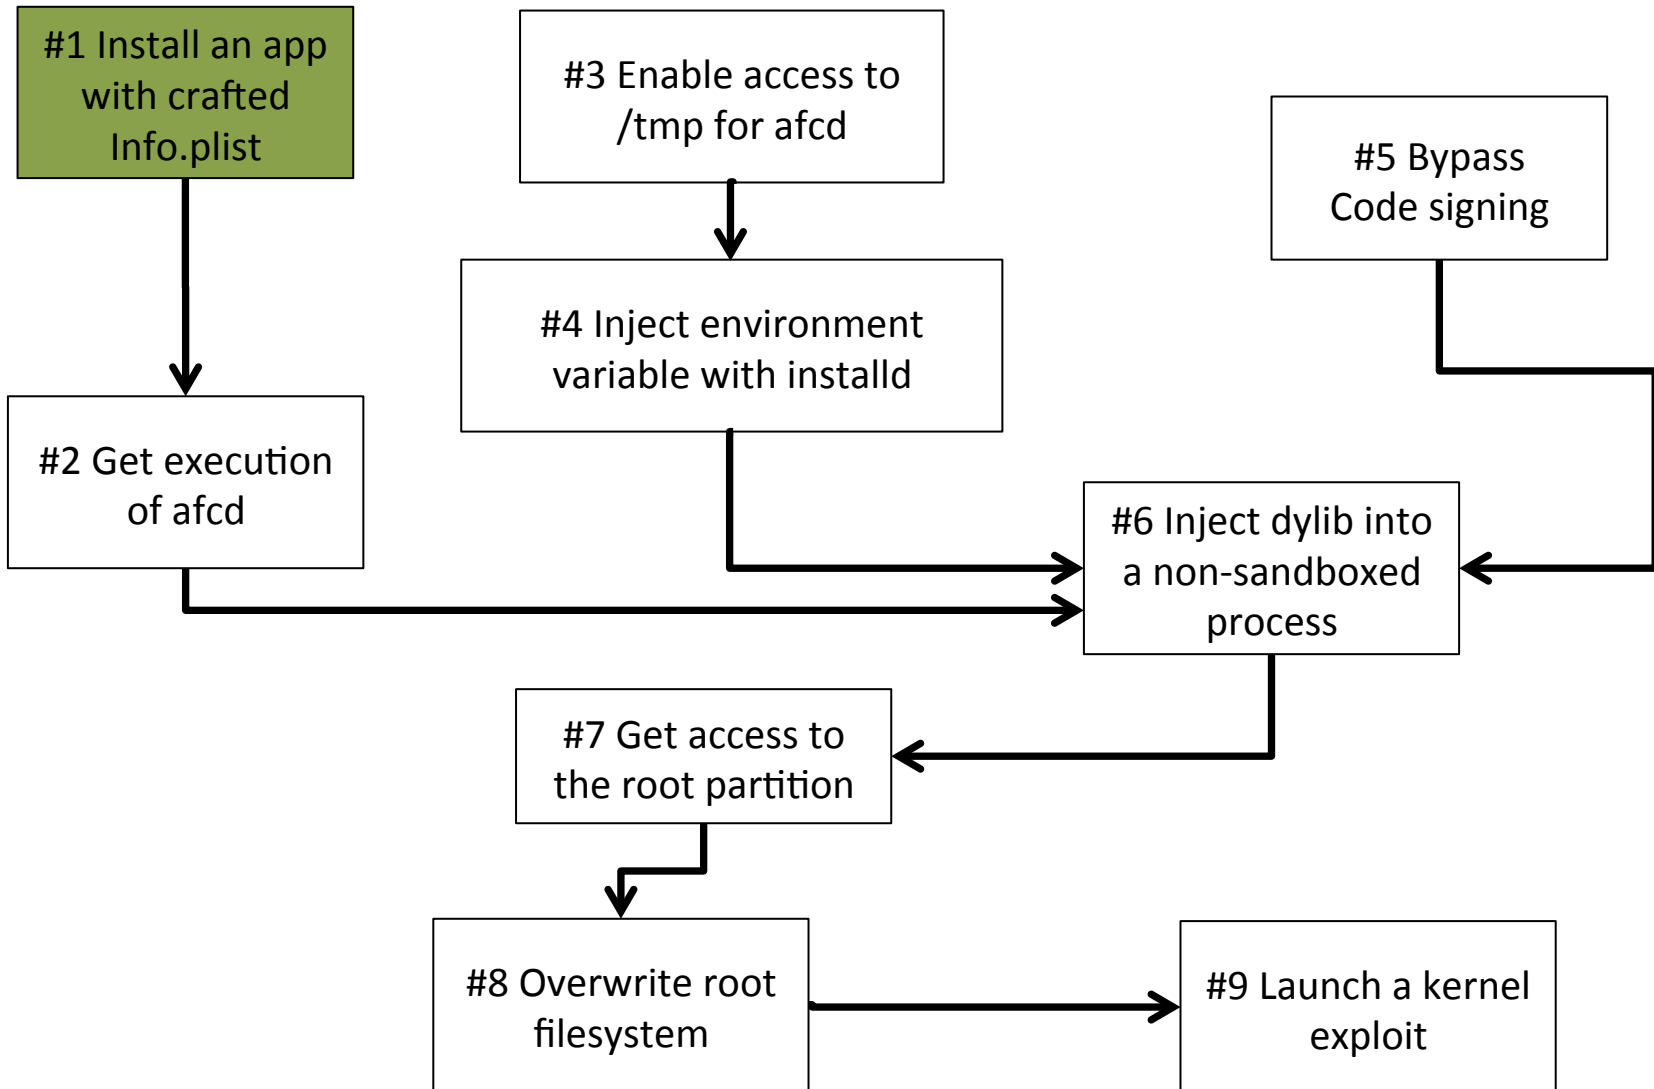 #1 Install an app
with crafted
Info.plist
#3 Enable access to
/tmp for afcd
#5 Bypass
Code signing
#4 Inject environment
variable with installd
#2 Get execution
of afcd
#6 Inject dylib into
a non-sandboxed
process
#7 Get access to
the root partition
#8 Overwrite root
filesystem
#9 Launch a kernel
exploit